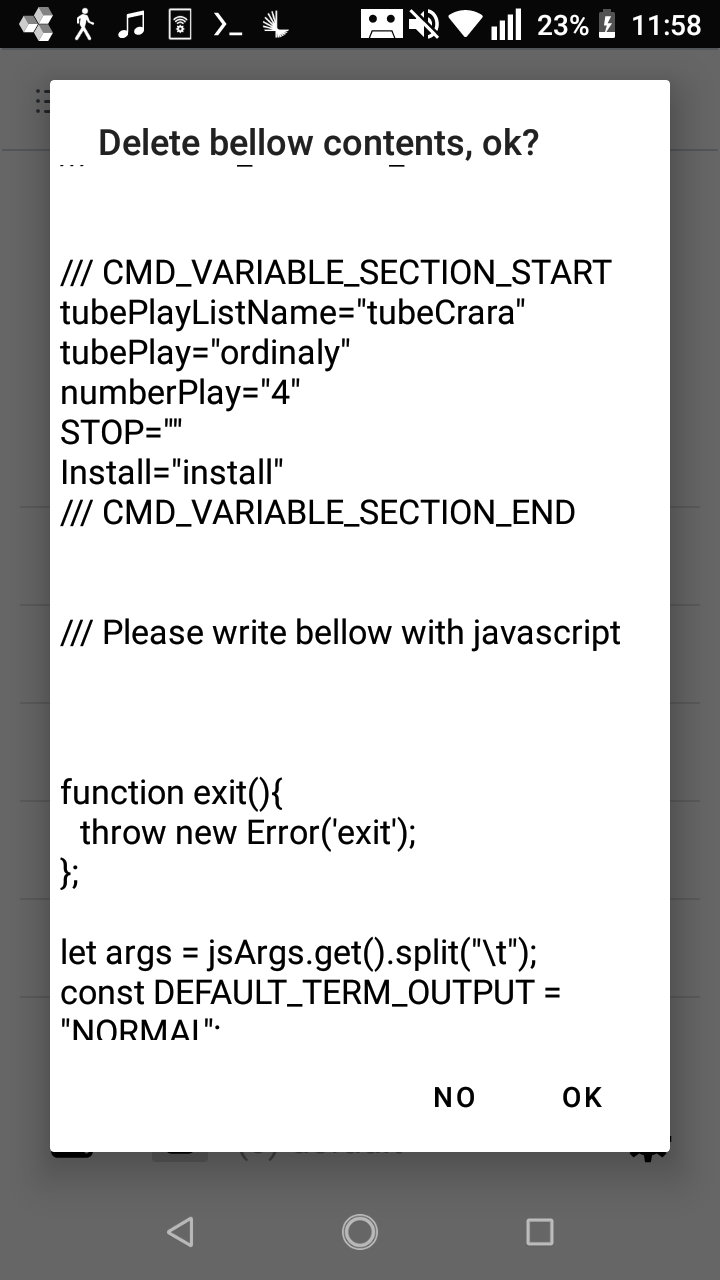 23% 11:58
Delete bellow contents, ok?
/// CMD_VARIABLE_SECTION_START
tubePlayListName="tubeCrara"
tubePlay="ordinaly"
numberPlay="4"
STOP=""
Install="install"
/// CMD_VARIABLE_SECTION_END
/// Please write bellow with javascript
function exit(){
  throw new Error('exit');
};
let args = jsArgs.get().split("\t");
const DEFAULT_TERM_OUTPUT =
"NORMAL";
NO OK